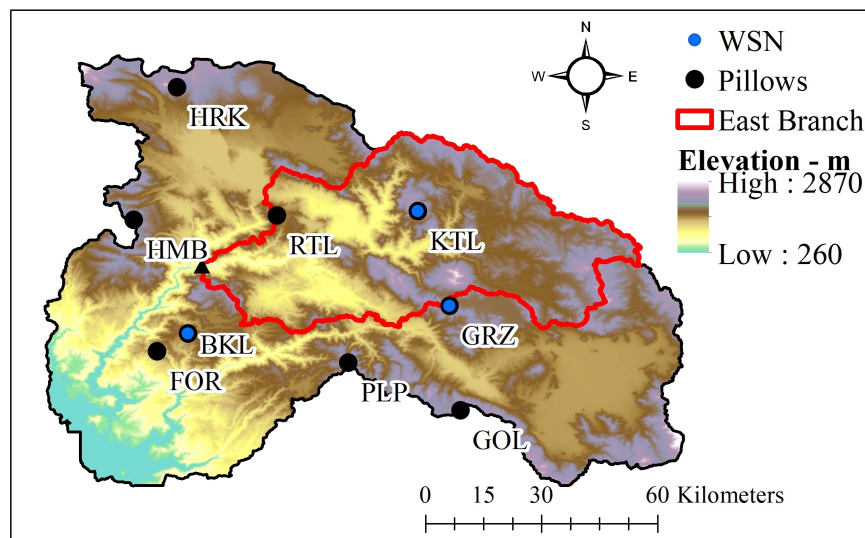 N
W E
S
WSN
Pillows
East Branch
Elevation - m
High : 2870
Low : 260
HRK
HMB
RTL
KTL
GRZ
BKL
FOR
PLP
GOL
0 15 30 60 Kilometers